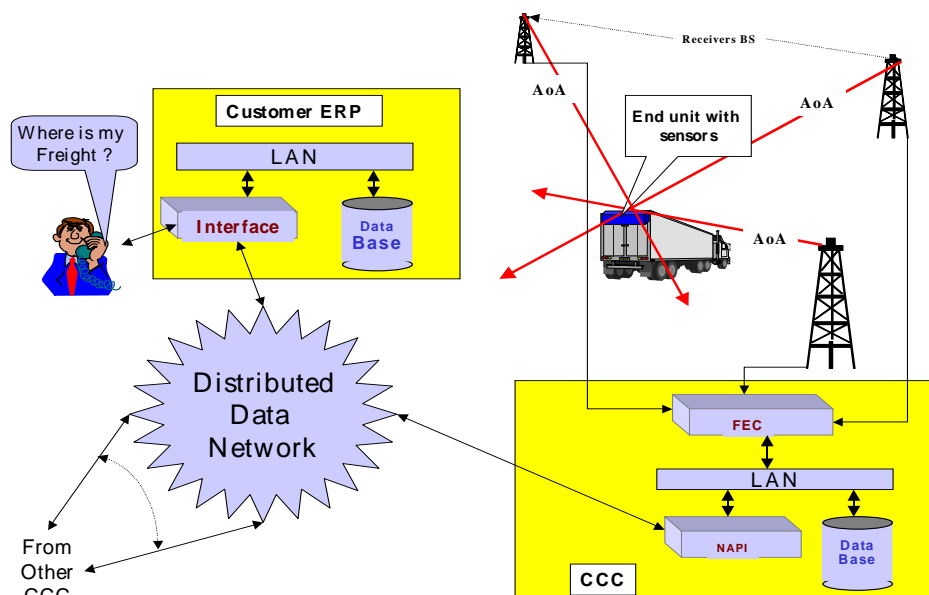 Receivers BS
AoA
AoA
Customer ERP
End unit with
sensors
Where is my
Freight ?
LAN
Interface
Data
Base
AoA
Distributed
Data
Network
FEC
LAN
From
Other
CCC
NAPI
Data
Base
CCC